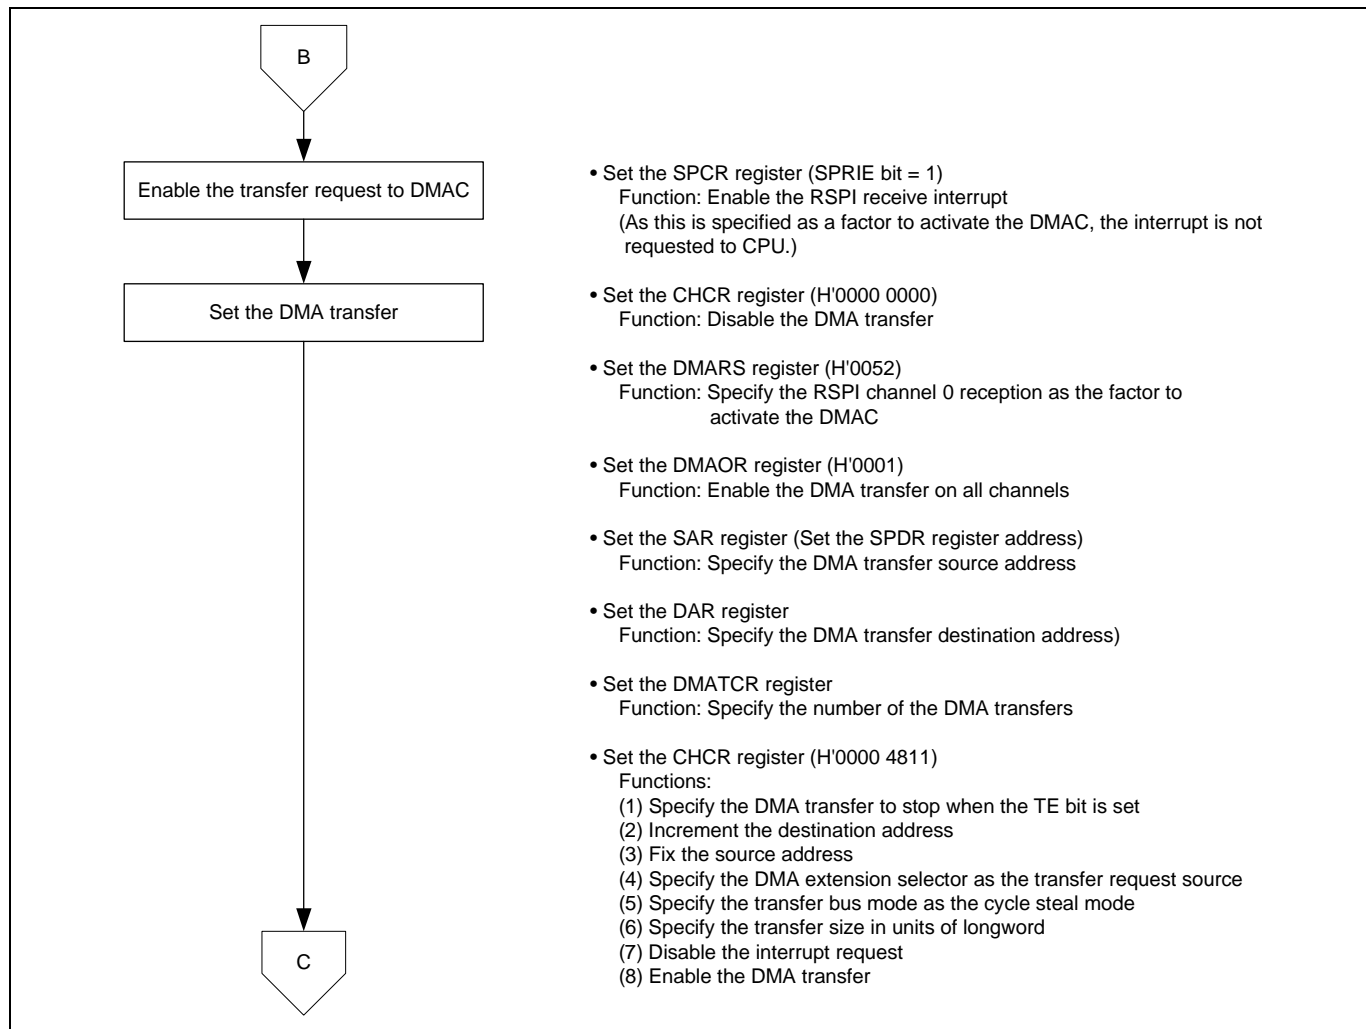 B
Enable the transfer request to DMAC
• Set the SPCR register (SPRIE bit = 1)
Function: Enable the RSPI receive interrupt
(As this is specified as a factor to activate the DMAC, the interrupt is not
requested to CPU.)
Set the DMA transfer
• Set the CHCR register (H'0000 0000)
Function: Disable the DMA transfer
• Set the DMARS register (H'0052)
Function: Specify the RSPI channel 0 reception as the factor to
activate the DMAC
• Set the DMAOR register (H'0001)
Function: Enable the DMA transfer on all channels
• Set the SAR register (Set the SPDR register address)
Function: Specify the DMA transfer source address
• Set the DAR register
Function: Specify the DMA transfer destination address)
• Set the DMATCR register
Function: Specify the number of the DMA transfers
• Set the CHCR register (H'0000 4811)
Functions:
(1) Specify the DMA transfer to stop when the TE bit is set
(2) Increment the destination address
(3) Fix the source address
(4) Specify the DMA extension selector as the transfer request source
(5) Specify the transfer bus mode as the cycle steal mode
(6) Specify the transfer size in units of longword
(7) Disable the interrupt request
(8) Enable the DMA transfer
C